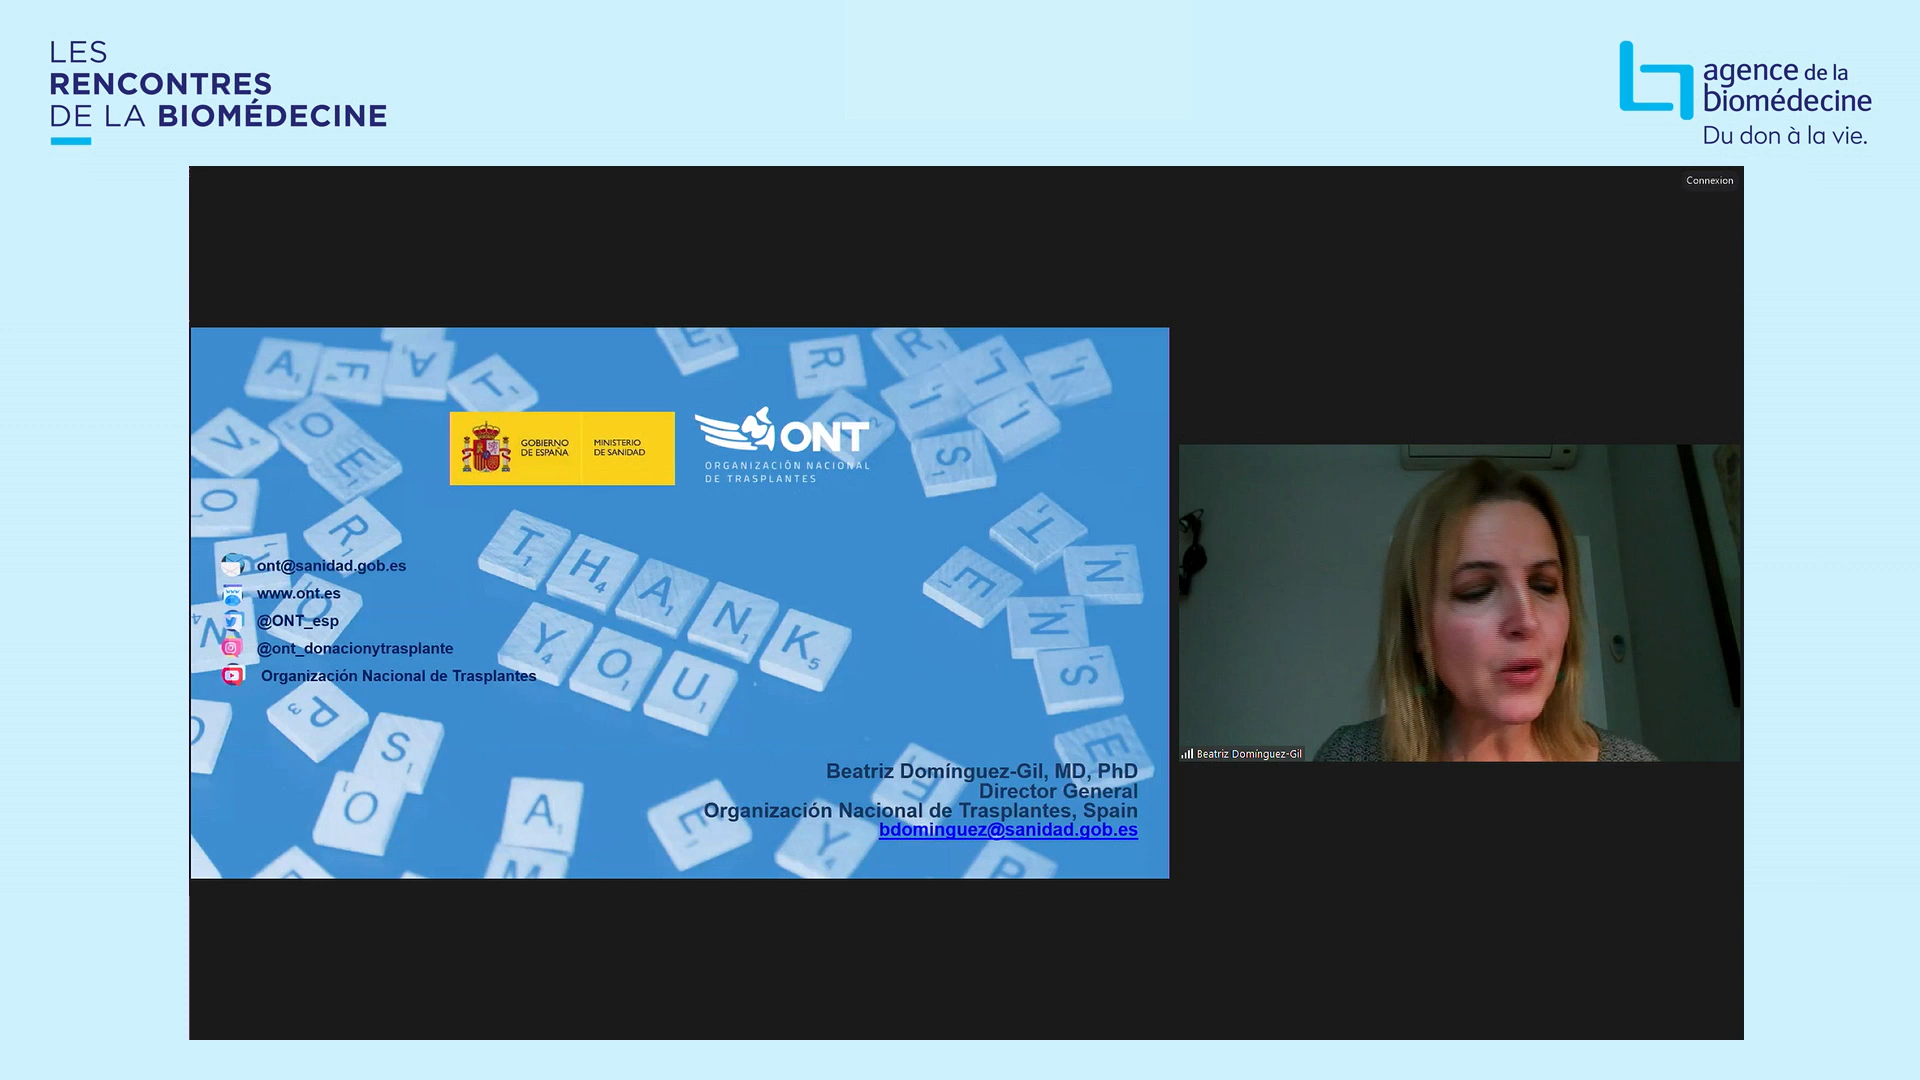 LES
RENCONTRES
DE LA BIOMÉDECINE
agence de la
biomédecine
Du don à la vie.
Connexion
GOBIERNO
DE ESPAÑA
MINISTERIO
DE SANIDAD
ONT
ORGANIZACIÓN NACIONAL
DE TRASPLANTES
THANK
YOU
ont@sanidad.gob.es
www.ont.es
@ONT_esp
@ont_donacionytrasplante
Organización Nacional de Trasplantes
Beatriz Domínguez-Gil, MD, PhD
Director General
Organización Nacional de Trasplantes, Spain
bdominguez@sanidad.gob.es
Beatriz Domínguez-Gil